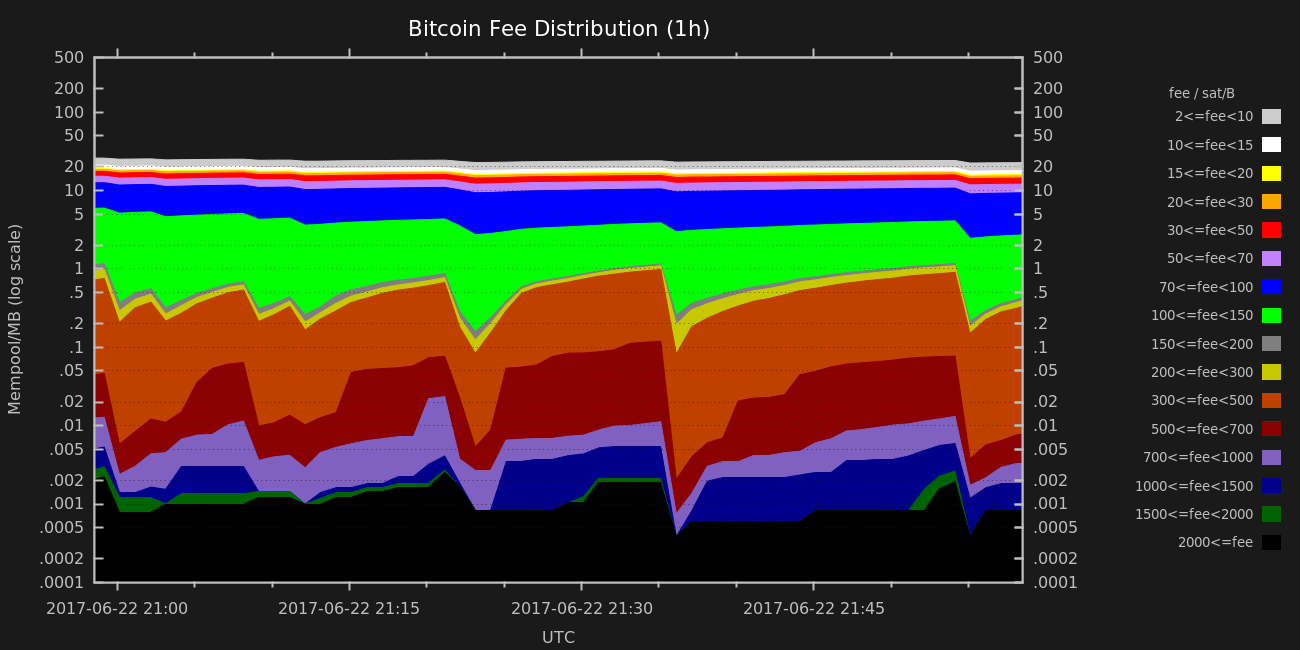 Bitcoin Fee Distribution (1h)
500
200
100
50
20
10
5
2
1
.5
.2
.1
.05
.02
.01
.005
.002
.001
.0005
.0002
.0001
Mempool/MB (log scale)
500
200
100
50
20
10
5
2
1
.5
.2
.1
.05
.02
.01
.005
.002
.001
.0005
.0002
.0001
2017-06-22 21:00
2017-06-22 21:15
2017-06-22 21:30
2017-06-22 21:45
UTC
fee / sat/B
2<=fee<10
10<=fee<15
15<=fee<20
20<=fee<30
30<=fee<50
50<=fee<70
70<=fee<100
100<=fee<150
150<=fee<200
200<=fee<300
300<=fee<500
500<=fee<700
700<=fee<1000
1000<=fee<1500
1500<=fee<2000
2000<=fee